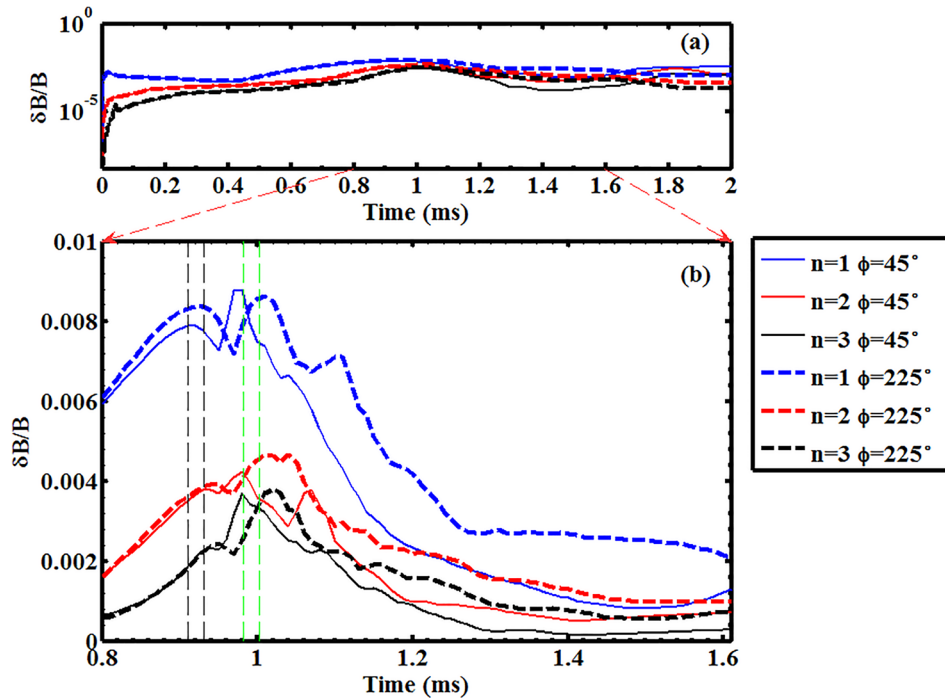 10^0
(a)
δB/B
10^-5
0 0.2 0.4 0.6 0.8 1 1.2 1.4 1.6 1.8 2
Time (ms)
0.01
(b)
0.008
0.006
δB/B
0.004
0.002
0
0.8 1 1.2 1.4 1.6
Time (ms)
n=1 ϕ=45°
n=2 ϕ=45°
n=3 ϕ=45°
n=1 ϕ=225°
n=2 ϕ=225°
n=3 ϕ=225°